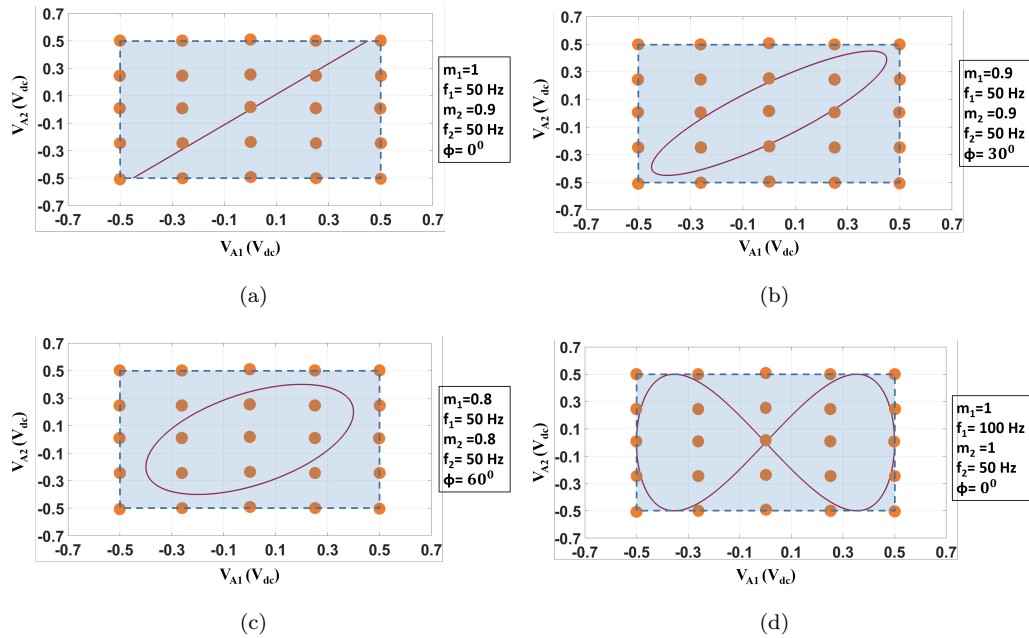 0.7
0.5
0.3
0.1
-0.1
-0.3
-0.5
-0.7
V_A2 (V_dc)
-0.7 -0.5 -0.3 -0.1 0.1 0.3 0.5 0.7
V_A1 (V_dc)
m₁=1
f₁= 50 Hz
m₂ =0.9
f₂= 50 Hz
ϕ= 0⁰
(a)
0.7
0.5
0.3
0.1
-0.1
-0.3
-0.5
-0.7
V_A2 (V_dc)
-0.7 -0.5 -0.3 -0.1 0.1 0.3 0.5 0.7
V_A1 (V_dc)
m₁=0.9
f₁= 50 Hz
m₂ =0.9
f₂= 50 Hz
ϕ= 30⁰
(b)
0.7
0.5
0.3
0.1
-0.1
-0.3
-0.5
-0.7
V_A2 (V_dc)
-0.7 -0.5 -0.3 -0.1 0.1 0.3 0.5 0.7
V_A1 (V_dc)
m₁=0.8
f₁= 50 Hz
m₂ =0.8
f₂= 50 Hz
ϕ= 60⁰
(c)
0.7
0.5
0.3
0.1
-0.1
-0.3
-0.5
-0.7
V_A2 (V_dc)
-0.7 -0.5 -0.3 -0.1 0.1 0.3 0.5 0.7
V_A1 (V_dc)
m₁=1
f₁= 100 Hz
m₂ =1
f₂= 50 Hz
ϕ= 0⁰
(d)